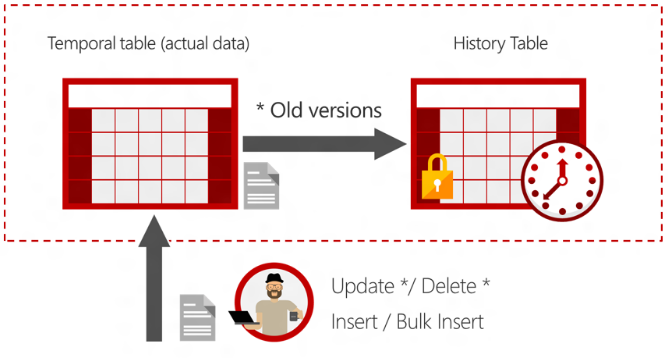 Temporal table (actual data)
History Table
* Old versions
Update */ Delete *
Insert / Bulk Insert